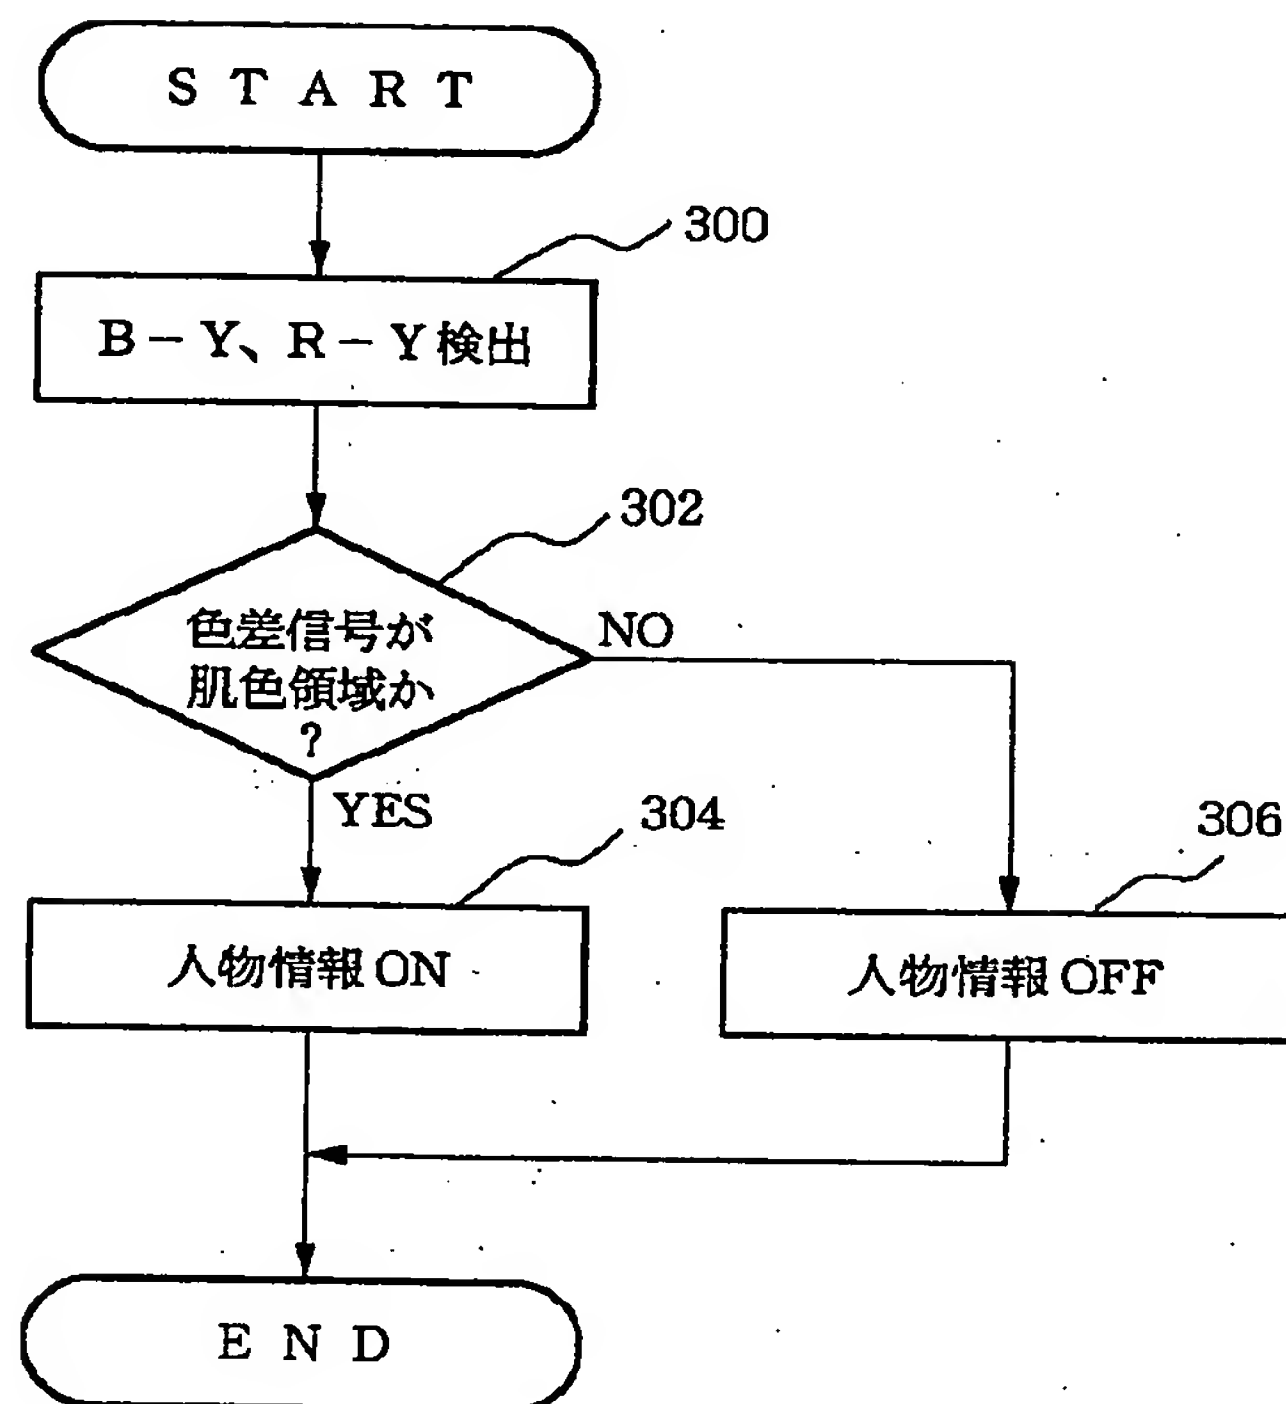 START
300
B－Y、R－Y検出
302
色差信号が
肌色領域か
?
NO
YES
304
306
人物情報ON
人物情報OFF
END